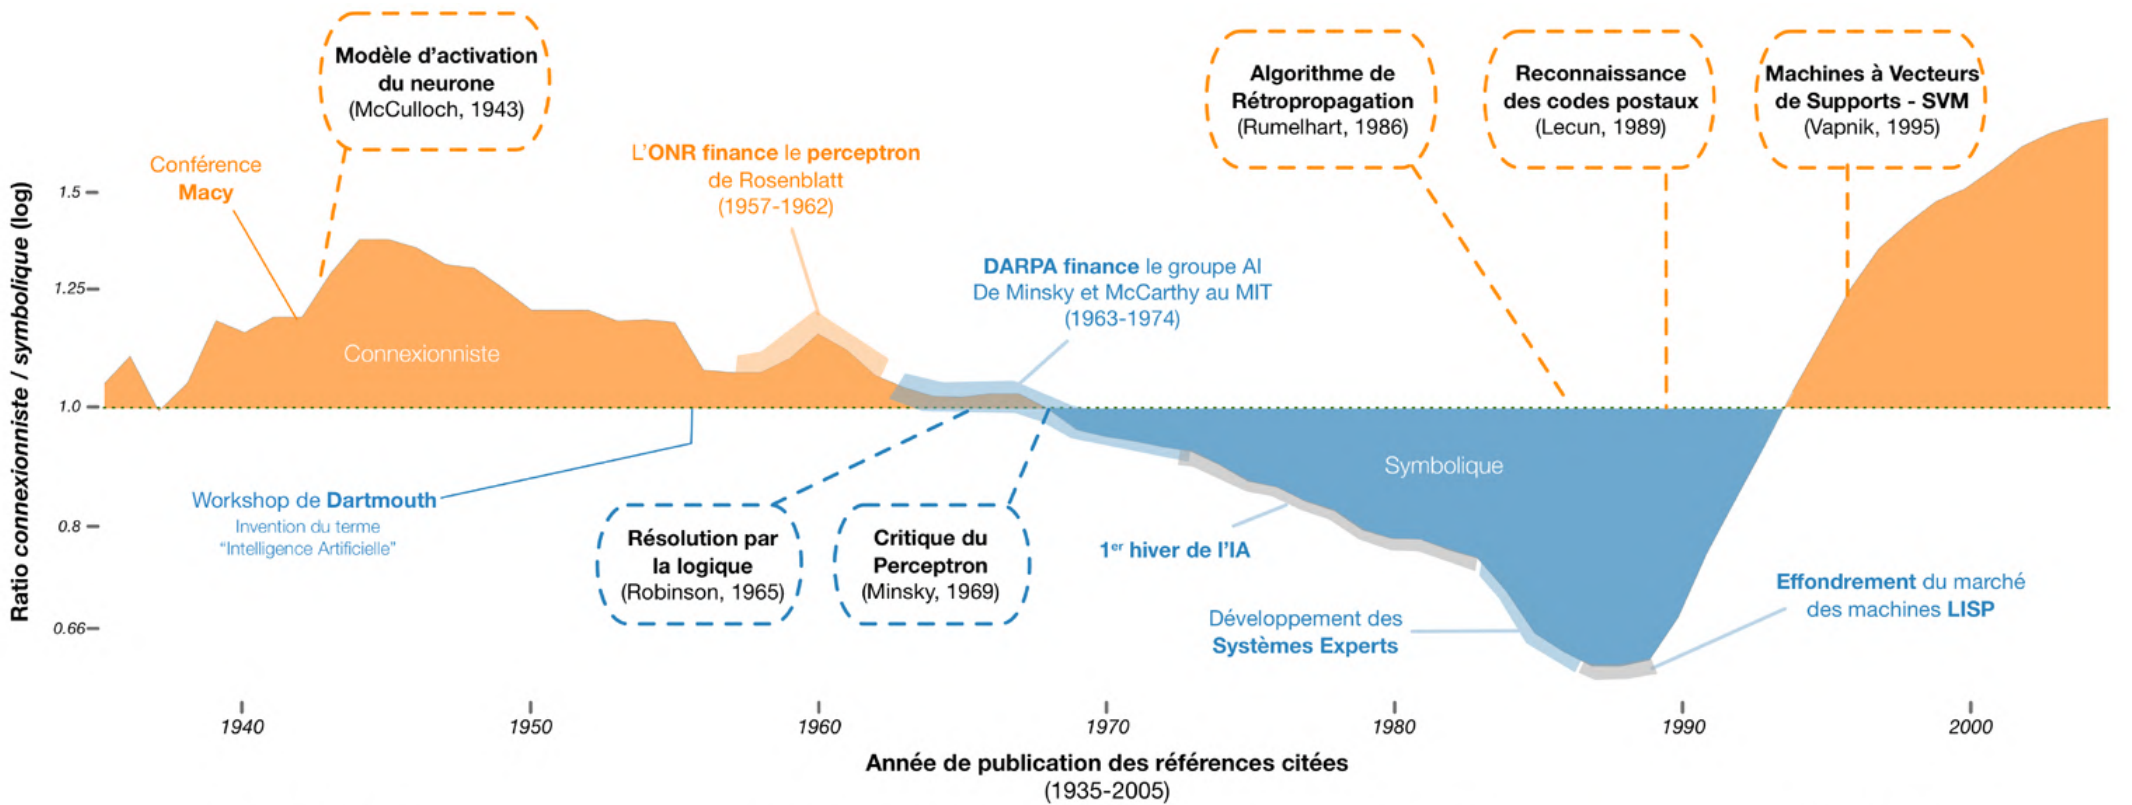 Modèle d'activation
du neurone
(McCulloch, 1943)
Algorithme de
Rétropropagation
(Rumelhart, 1986)
Reconnaissance
des codes postaux
(Lecun, 1989)
Machines à Vecteurs
de Supports - SVM
(Vapnik, 1995)
Conférence
Macy
L'ONR finance le perceptron
de Rosenblatt
(1957-1962)
DARPA finance le groupe AI
De Minsky et McCarthy au MIT
(1963-1974)
Ratio connexionniste / symbolique (log)
1.5
1.25
1.0
0.8
0.66
Connexionniste
Symbolique
Workshop de Dartmouth
Invention du terme
"Intelligence Artificielle"
Résolution par
la logique
(Robinson, 1965)
Critique du
Perceptron
(Minsky, 1969)
1er hiver de l'IA
Développement des
Systèmes Experts
Effondrement du marché
des machines LISP
1940 1950 1960 1970 1980 1990 2000
Année de publication des références citées
(1935-2005)